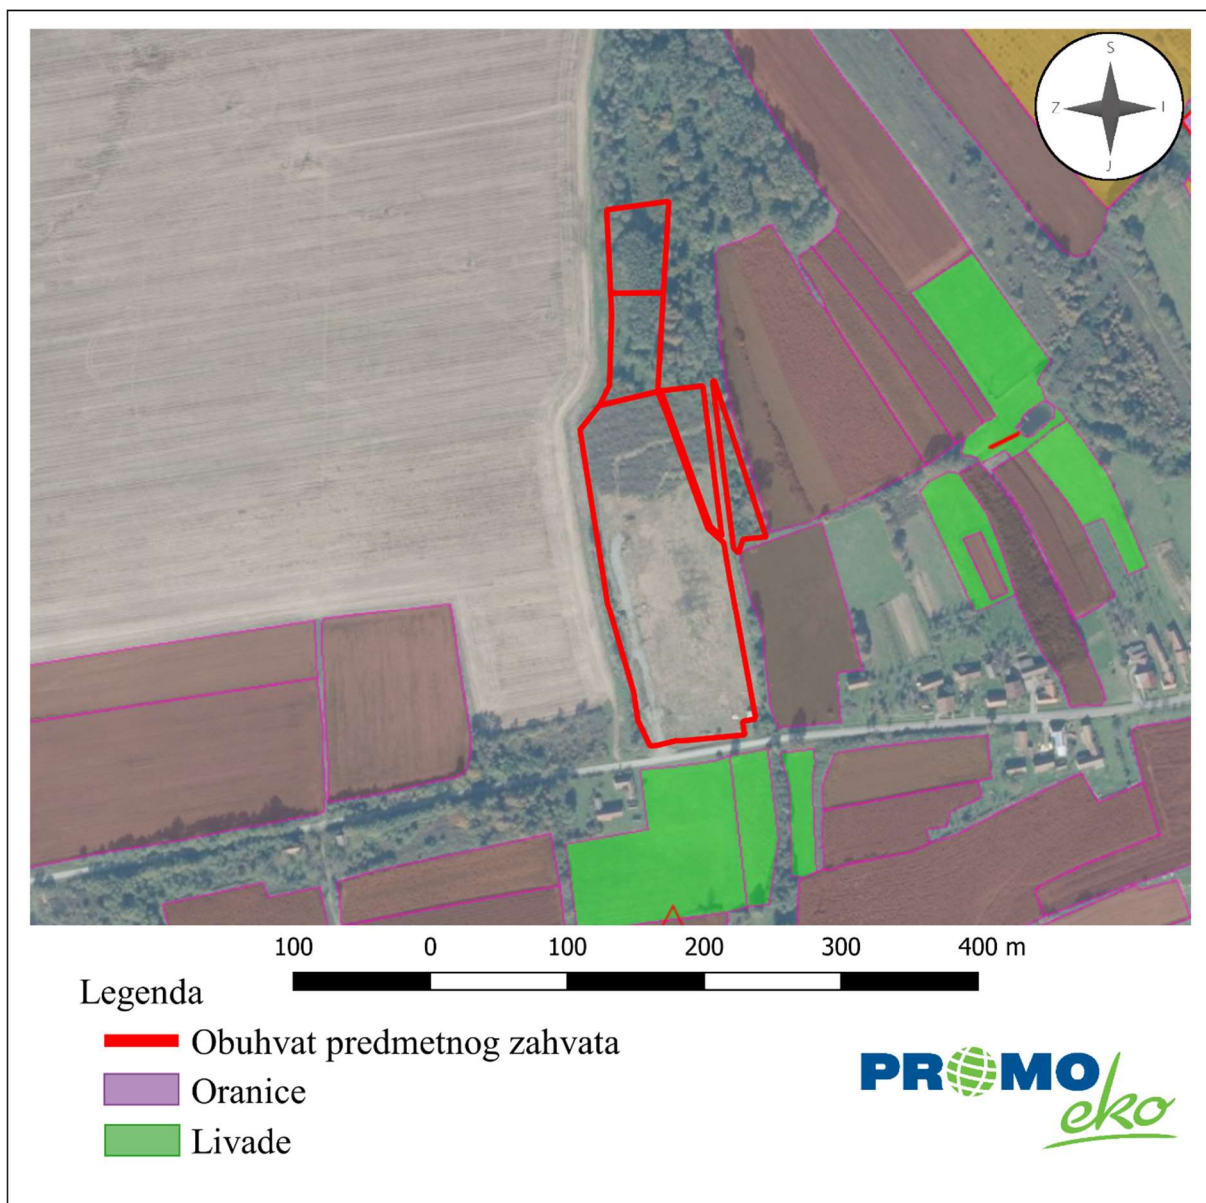 S
Z I
J
100 0 100 200 300 400 m
Legenda
Obuhvat predmetnog zahvata
Oranice
Livade
PROMO
eko